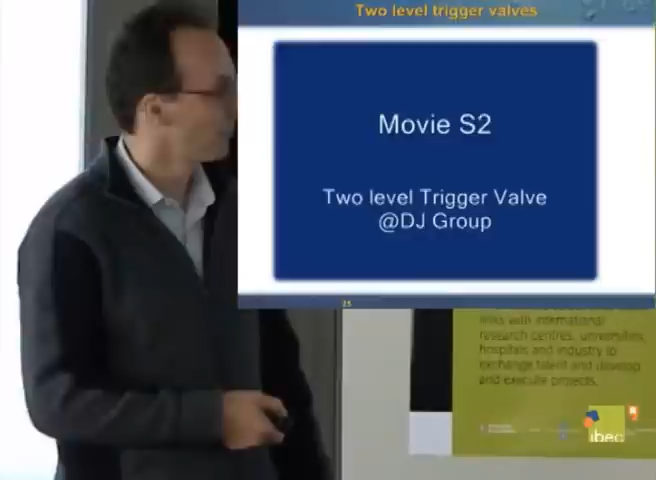 Two level trigger valves
Movie S2
Two level Trigger Valve
@DJ Group
25
links with international
research centres, universities,
hospitals and industry to
exchange talent and develop
and execute projects.
ibec